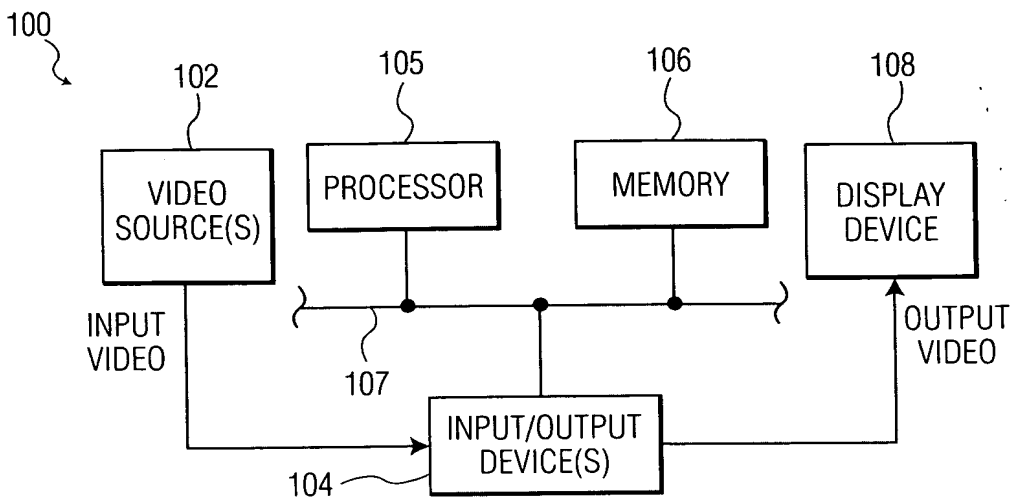 100
102
105
106
108
VIDEO
SOURCE(S)
PROCESSOR
MEMORY
DISPLAY
DEVICE
INPUT
VIDEO
107
OUTPUT
VIDEO
INPUT/OUTPUT
DEVICE(S)
104